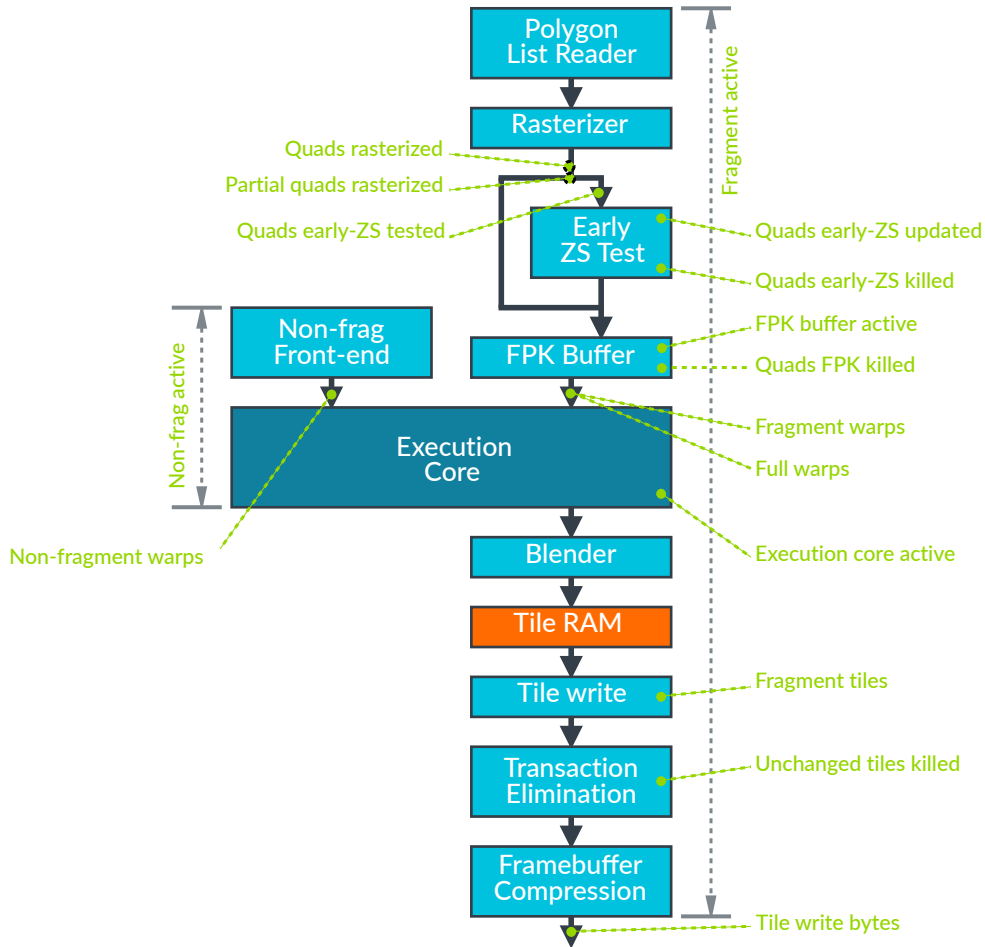 Polygon
List Reader
Fragment active
Rasterizer
Quads rasterized
Partial quads rasterized
Quads early-ZS tested
Early
ZS Test
Quads early-ZS updated
Quads early-ZS killed
Non-frag active
Non-frag
Front-end
FPK Buffer
FPK buffer active
Quads FPK killed
Fragment warps
Full warps
Execution
Core
Non-fragment warps
Execution core active
Blender
Tile RAM
Tile write
Fragment tiles
Transaction
Elimination
Unchanged tiles killed
Framebuffer
Compression
Tile write bytes